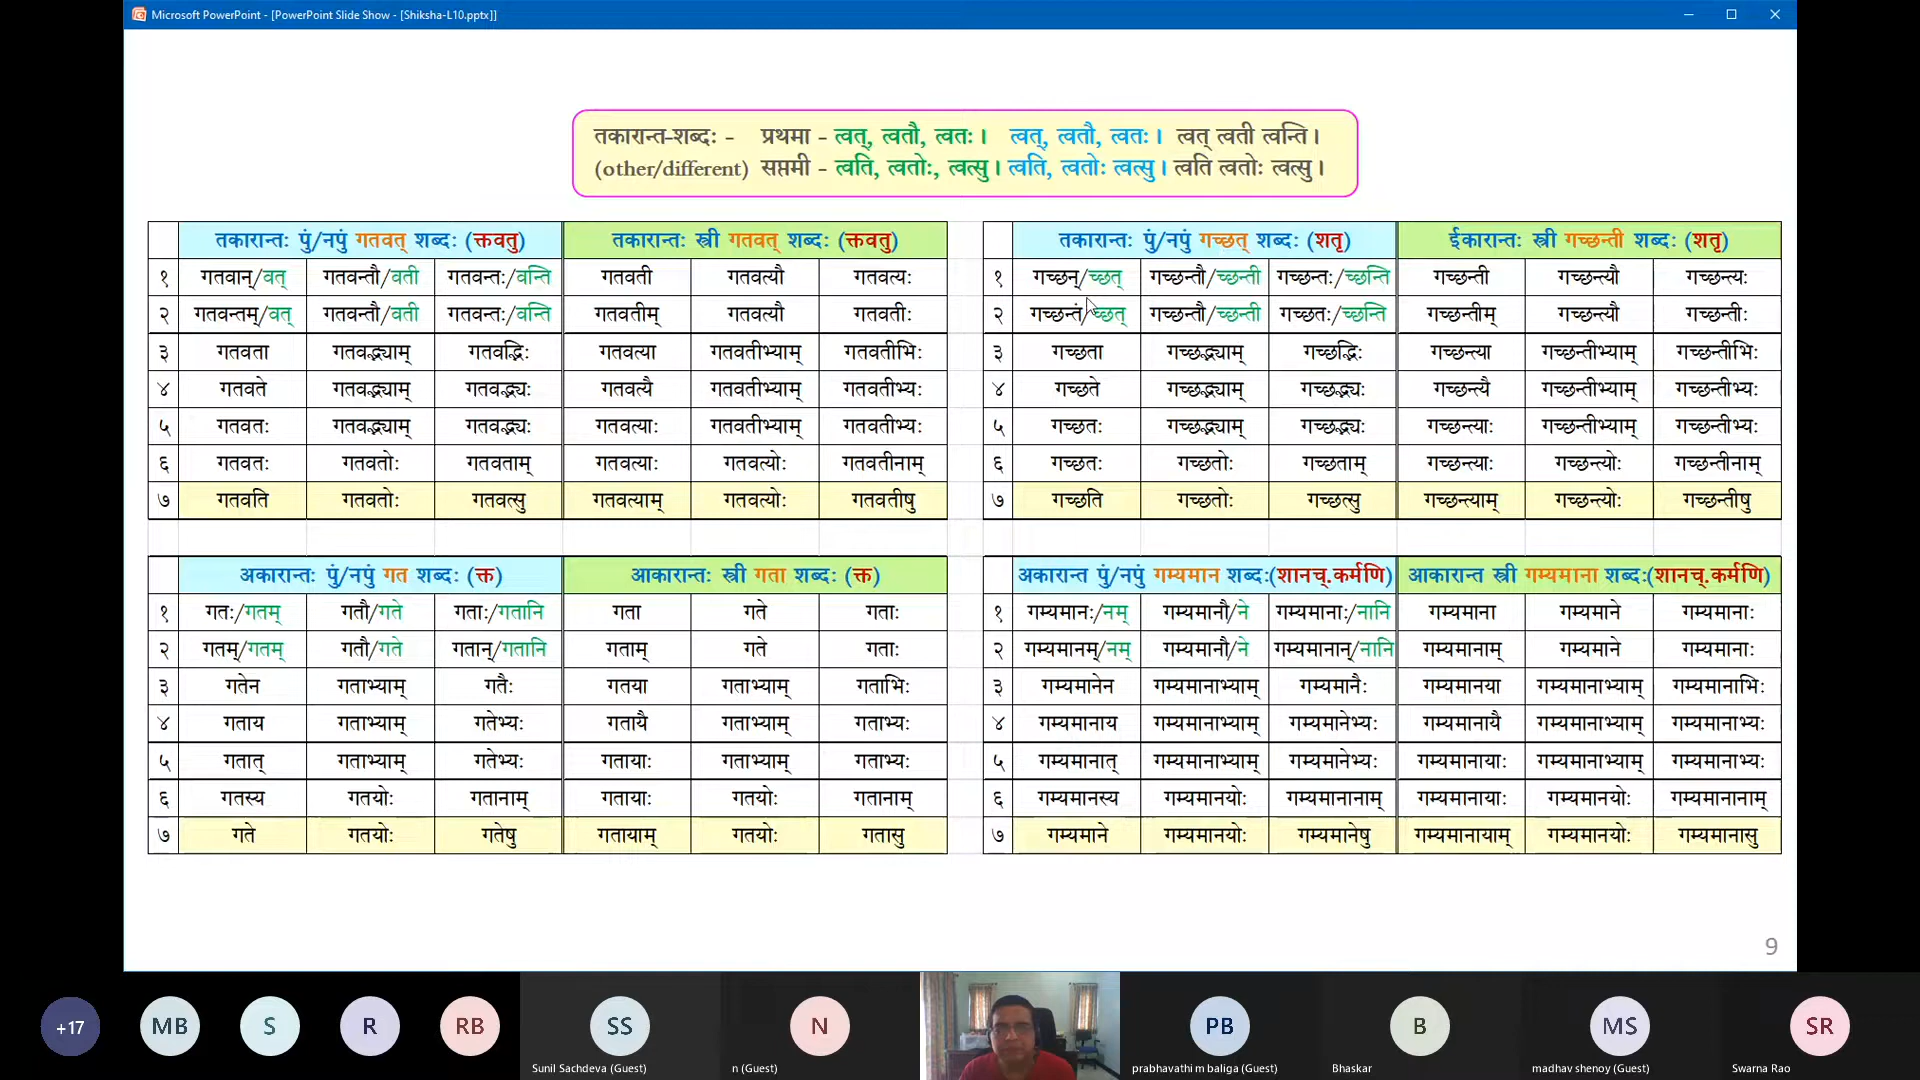 Microsoft PowerPoint - [PowerPoint Slide Show - [Shiksha-L10.pptx]]
तकारान्त-शब्दः - प्रथमा - त्वत्, त्वतौ, त्वतः। त्वत्, त्वतौ, त्वतः। त्वत् त्वती त्वन्ति।
(other/different) सप्तमी - त्वति, त्वतोः, त्वत्सु। त्वति, त्वतोः त्वत्सु। त्वति त्वतोः त्वत्सु।
तकारान्तः पुं/नपुं गतवत् शब्दः (क्तवतु) तकारान्तः स्त्री गतवत् शब्दः (क्तवतु)
१ गतवान्/वत् गतवन्तौ/वती गतवन्तः/वन्ति गतवती गतवत्यौ गतवत्यः
२ गतवन्तम्/वत् गतवन्तौ/वती गतवन्तः/वन्ति गतवतीम् गतवत्यौ गतवतीः
३ गतवता गतवद्भ्याम् गतवद्भिः गतवत्या गतवतीभ्याम् गतवतीभिः
४ गतवते गतवद्भ्याम् गतवद्भ्यः गतवत्यै गतवतीभ्याम् गतवतीभ्यः
५ गतवतः गतवद्भ्याम् गतवद्भ्यः गतवत्याः गतवतीभ्याम् गतवतीभ्यः
६ गतवतः गतवतोः गतवताम् गतवत्याः गतवत्योः गतवतीनाम्
७ गतवति गतवतोः गतवत्सु गतवत्याम् गतवत्योः गतवतीषु
तकारान्तः पुं/नपुं गच्छत् शब्दः (शतृ) ईकारान्तः स्त्री गच्छन्ती शब्दः (शतृ)
१ गच्छन्/च्छत् गच्छन्तौ/च्छन्ती गच्छन्तः/च्छन्ति गच्छन्ती गच्छन्त्यौ गच्छन्त्यः
२ गच्छन्तं/च्छत् गच्छन्तौ/च्छन्ती गच्छतः/च्छन्ति गच्छन्तीम् गच्छन्त्यौ गच्छन्तीः
३ गच्छता गच्छद्भ्याम् गच्छद्भिः गच्छन्त्या गच्छन्तीभ्याम् गच्छन्तीभिः
४ गच्छते गच्छद्भ्याम् गच्छद्भ्यः गच्छन्त्यै गच्छन्तीभ्याम् गच्छन्तीभ्यः
५ गच्छतः गच्छद्भ्याम् गच्छद्भ्यः गच्छन्त्याः गच्छन्तीभ्याम् गच्छन्तीभ्यः
६ गच्छतः गच्छतोः गच्छताम् गच्छन्त्याः गच्छन्त्योः गच्छन्तीनाम्
७ गच्छति गच्छतोः गच्छत्सु गच्छन्त्याम् गच्छन्त्योः गच्छन्तीषु
अकारान्तः पुं/नपुं गत शब्दः (क्त) आकारान्तः स्त्री गता शब्दः (क्त)
१ गतः/गतम् गतौ/गते गताः/गतानि गता गते गताः
२ गतम्/गतम् गतौ/गते गतान्/गतानि गताम् गते गताः
३ गतेन गताभ्याम् गतैः गतया गताभ्याम् गताभिः
४ गताय गताभ्याम् गतेभ्यः गतायै गताभ्याम् गताभ्यः
५ गतात् गताभ्याम् गतेभ्यः गतायाः गताभ्याम् गताभ्यः
६ गतस्य गतयोः गतानाम् गतायाः गतयोः गतानाम्
७ गते गतयोः गतेषु गतायाम् गतयोः गतासु
अकारान्त पुं/नपुं गम्यमान शब्दः(शानच्.कर्मणि) आकारान्त स्त्री गम्यमाना शब्दः(शानच्.कर्मणि)
१ गम्यमानः/नम् गम्यमानौ/ने गम्यमानाः/नानि गम्यमाना गम्यमाने गम्यमानाः
२ गम्यमानम्/नम् गम्यमानौ/ने गम्यमानान्/नानि गम्यमानाम् गम्यमाने गम्यमानाः
३ गम्यमानेन गम्यमानाभ्याम् गम्यमानैः गम्यमानया गम्यमानाभ्याम् गम्यमानाभिः
४ गम्यमानाय गम्यमानाभ्याम् गम्यमानेभ्यः गम्यमानायै गम्यमानाभ्याम् गम्यमानाभ्यः
५ गम्यमानात् गम्यमानाभ्याम् गम्यमानेभ्यः गम्यमानायाः गम्यमानाभ्याम् गम्यमानाभ्यः
६ गम्यमानस्य गम्यमानयोः गम्यमानानाम् गम्यमानायाः गम्यमानयोः गम्यमानानाम्
७ गम्यमाने गम्यमानयोः गम्यमानेषु गम्यमानायाम् गम्यमानयोः गम्यमानासु
9
+17 MB S R RB SS N PB B MS SR
Sunil Sachdeva (Guest) n (Guest) prabhavathi m baliga (Guest) Bhaskar madhav shenoy (Guest) Swarna Rao